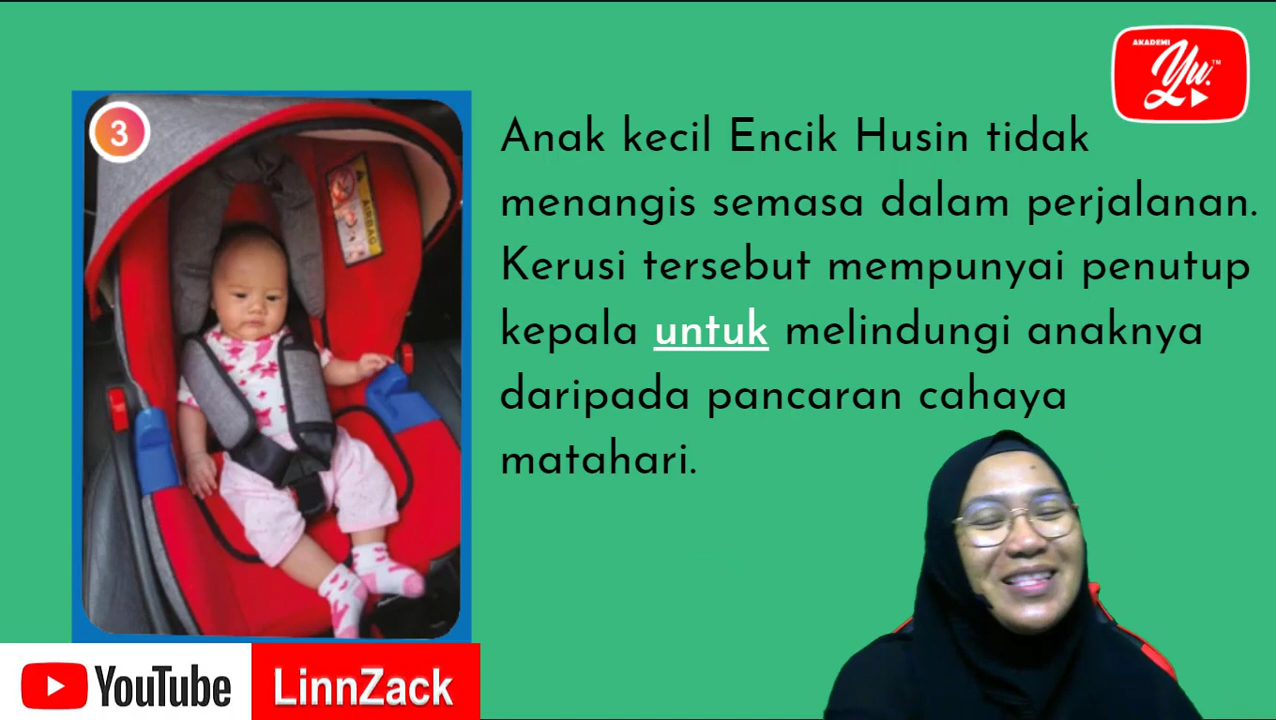 AKADEMI
Yu.
TM
3
AIRBAG
Anak kecil Encik Husin tidak
menangis semasa dalam perjalanan.
Kerusi tersebut mempunyai penutup
kepala untuk melindungi anaknya
daripada pancaran cahaya
matahari.
YouTube
LinnZack